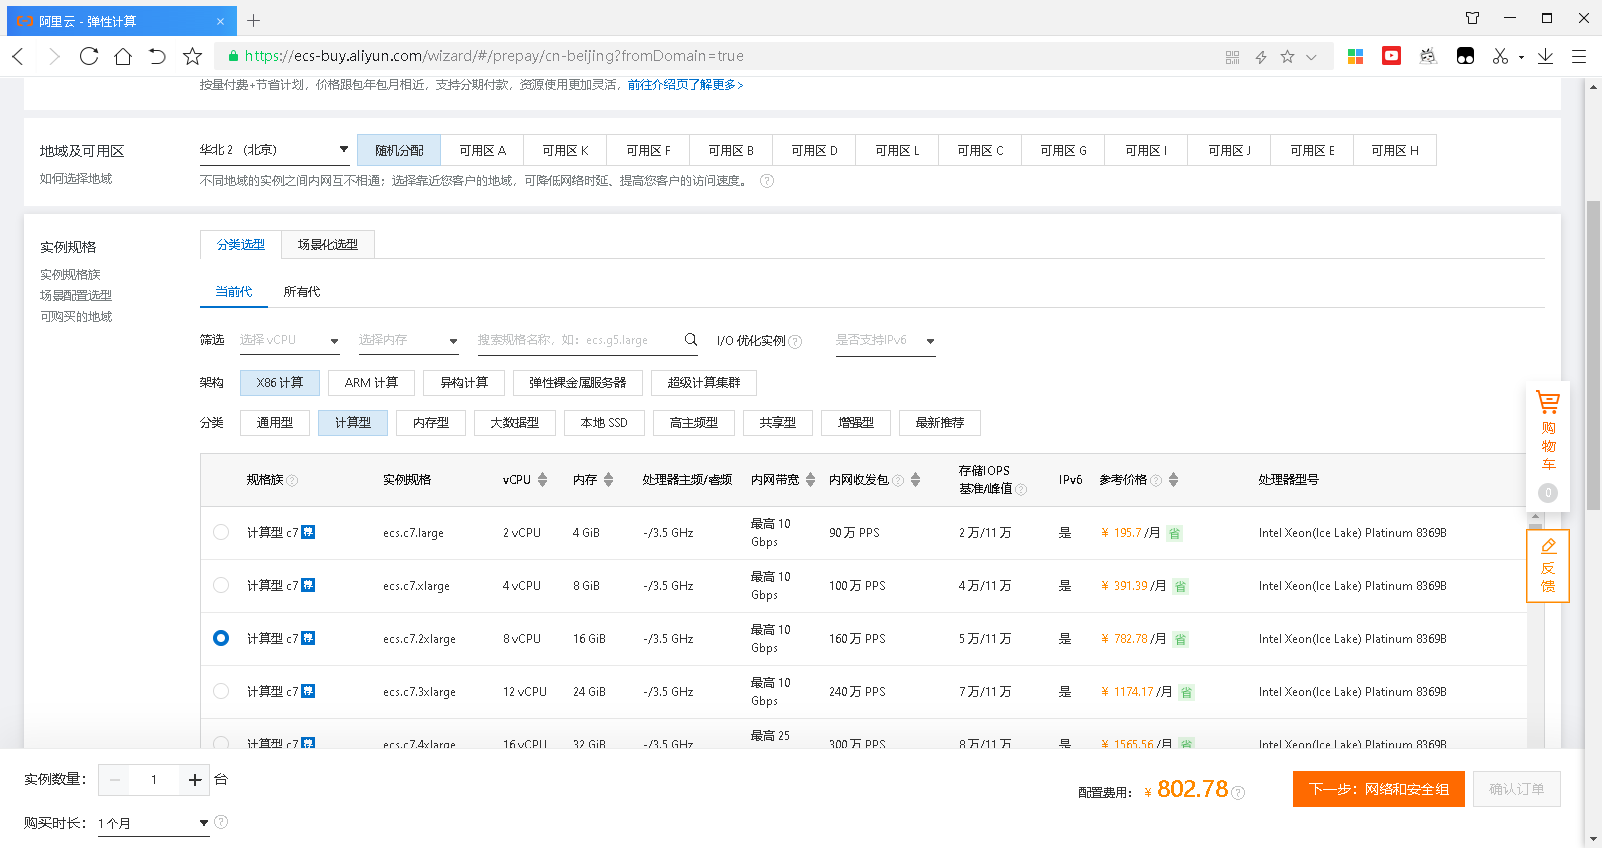 阿里云 - 弹性计算
https://ecs-buy.aliyun.com/wizard/#/prepay/cn-beijing?fromDomain=true
按量付费+节省计划，价格跟包年包月相近，支持分期付款，资源使用更加灵活，前往介绍页了解更多>
地域及可用区
华北 2 （北京）
随机分配
可用区 A
可用区 K
可用区 F
可用区 B
可用区 D
可用区 L
可用区 C
可用区 G
可用区 I
可用区 J
可用区 E
可用区 H
如何选择地域
不同地域的实例之间内网互不相通；选择靠近您客户的地域，可降低网络时延、提高您客户的访问速度。 ?
实例规格
实例规格族
场景配置选型
可购买的地域
分类选型
场景化选型
当前代
所有代
筛选
选择 vCPU
选择内存
搜索规格名称，如：ecs.g5.large
I/O 优化实例 ?
是否支持IPv6
架构
X86 计算
ARM 计算
异构计算
弹性裸金属服务器
超级计算集群
分类
通用型
计算型
内存型
大数据型
本地 SSD
高主频型
共享型
增强型
最新推荐
规格族 ?
实例规格
vCPU
内存
处理器主频/睿频
内网带宽
内网收发包 ?
存储IOPS
基准/峰值 ?
IPv6
参考价格 ?
处理器型号
计算型 c7 荐 ecs.c7.large 2 vCPU 4 GiB -/3.5 GHz 最高 10 Gbps 90 万 PPS 2 万/11 万 是 ¥ 195.7 /月 省 Intel Xeon(Ice Lake) Platinum 8369B
计算型 c7 荐 ecs.c7.xlarge 4 vCPU 8 GiB -/3.5 GHz 最高 10 Gbps 100 万 PPS 4 万/11 万 是 ¥ 391.39 /月 省 Intel Xeon(Ice Lake) Platinum 8369B
计算型 c7 荐 ecs.c7.2xlarge 8 vCPU 16 GiB -/3.5 GHz 最高 10 Gbps 160 万 PPS 5 万/11 万 是 ¥ 782.78 /月 省 Intel Xeon(Ice Lake) Platinum 8369B
计算型 c7 荐 ecs.c7.3xlarge 12 vCPU 24 GiB -/3.5 GHz 最高 10 Gbps 240 万 PPS 7 万/11 万 是 ¥ 1174.17 /月 省 Intel Xeon(Ice Lake) Platinum 8369B
计算型 c7 荐 ecs.c7.4xlarge 16 vCPU 32 GiB -/3.5 GHz 最高 25 300 万 PPS 8 万/11 万 是 ¥ 1565.56 /月 省 Intel Xeon(Ice Lake) Platinum 8369B
购物车
0
反馈
实例数量：
1
台
购买时长：
1 个月
?
配置费用：
¥ 802.78 ?
下一步：网络和安全组
确认订单